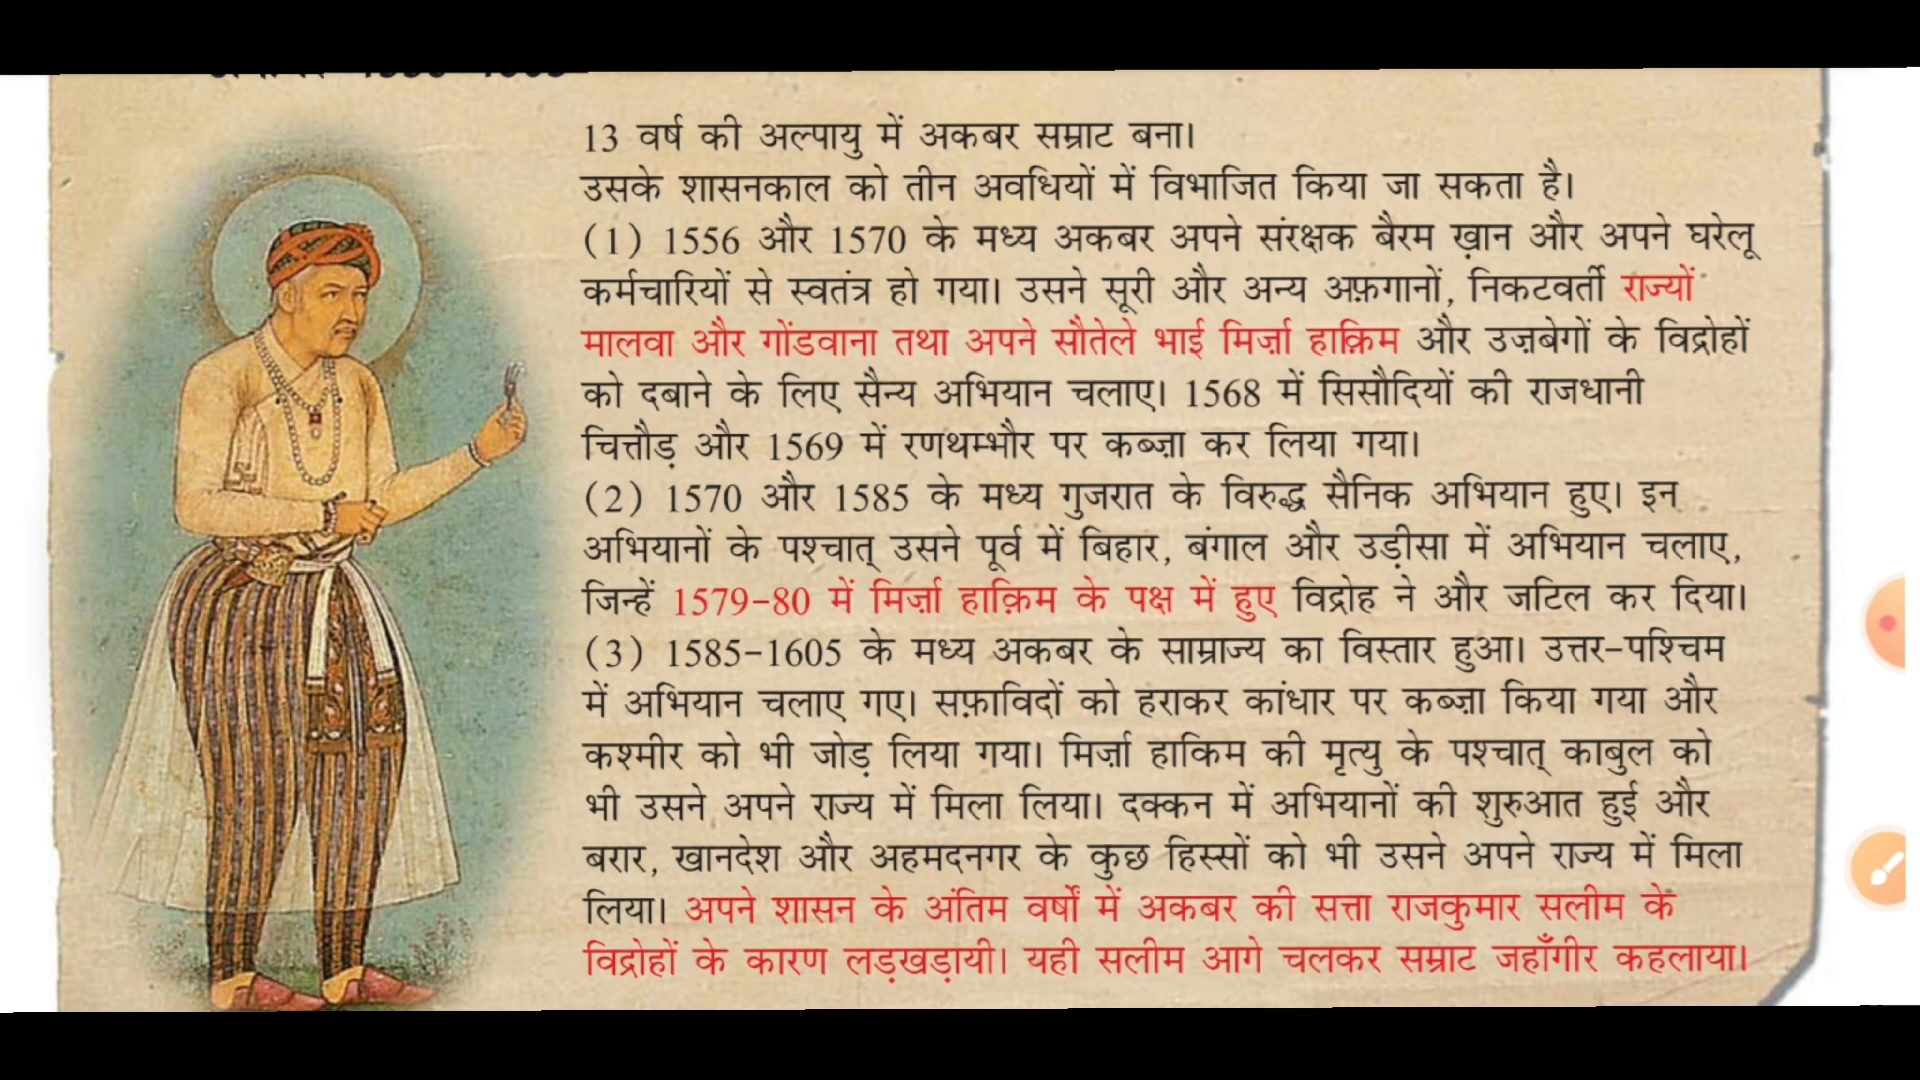 13 वर्ष की अल्पायु में अकबर सम्राट बना।
उसके शासनकाल को तीन अवधियों में विभाजित किया जा सकता है।
(1) 1556 और 1570 के मध्य अकबर अपने संरक्षक बैरम ख़ान और अपने घरेलू
कर्मचारियों से स्वतंत्र हो गया। उसने सूरी और अन्य अफ़गानों, निकटवर्ती राज्यों
मालवा और गोंडवाना तथा अपने सौतेले भाई मिर्ज़ा हाक़िम और उज़बेगों के विद्रोहों
को दबाने के लिए सैन्य अभियान चलाए। 1568 में सिसौदियों की राजधानी
चित्तौड़ और 1569 में रणथम्भौर पर कब्ज़ा कर लिया गया।
(2) 1570 और 1585 के मध्य गुजरात के विरुद्ध सैनिक अभियान हुए। इन
अभियानों के पश्चात् उसने पूर्व में बिहार, बंगाल और उड़ीसा में अभियान चलाए,
जिन्हें 1579-80 में मिर्ज़ा हाक़िम के पक्ष में हुए विद्रोह ने और जटिल कर दिया।
(3) 1585-1605 के मध्य अकबर के साम्राज्य का विस्तार हुआ। उत्तर-पश्चिम
में अभियान चलाए गए। सफ़ाविदों को हराकर कांधार पर कब्ज़ा किया गया और
कश्मीर को भी जोड़ लिया गया। मिर्ज़ा हाकिम की मृत्यु के पश्चात् काबुल को
भी उसने अपने राज्य में मिला लिया। दक्कन में अभियानों की शुरुआत हुई और
बरार, खानदेश और अहमदनगर के कुछ हिस्सों को भी उसने अपने राज्य में मिला
लिया। अपने शासन के अंतिम वर्षों में अकबर की सत्ता राजकुमार सलीम के
विद्रोहों के कारण लड़खड़ायी। यही सलीम आगे चलकर सम्राट जहाँगीर कहलाया।